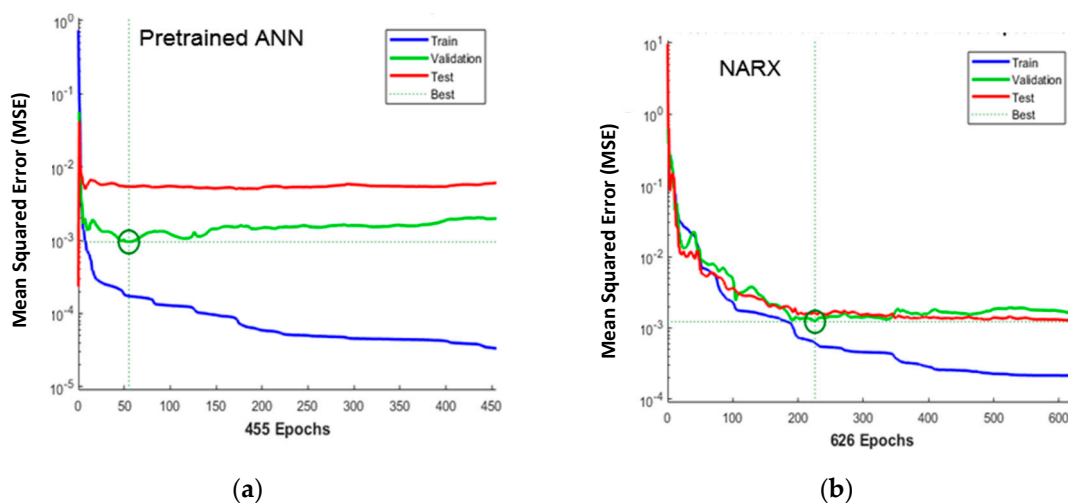 Pretrained ANN
Mean Squared Error (MSE)
10^0
10^-1
10^-2
10^-3
10^-4
10^-5
Train
Validation
Test
Best
0 50 100 150 200 250 300 350 400 450
455 Epochs
(a)
NARX
Mean Squared Error (MSE)
10^1
10^0
10^-1
10^-2
10^-3
10^-4
Train
Validation
Test
Best
0 100 200 300 400 500 600
626 Epochs
(b)